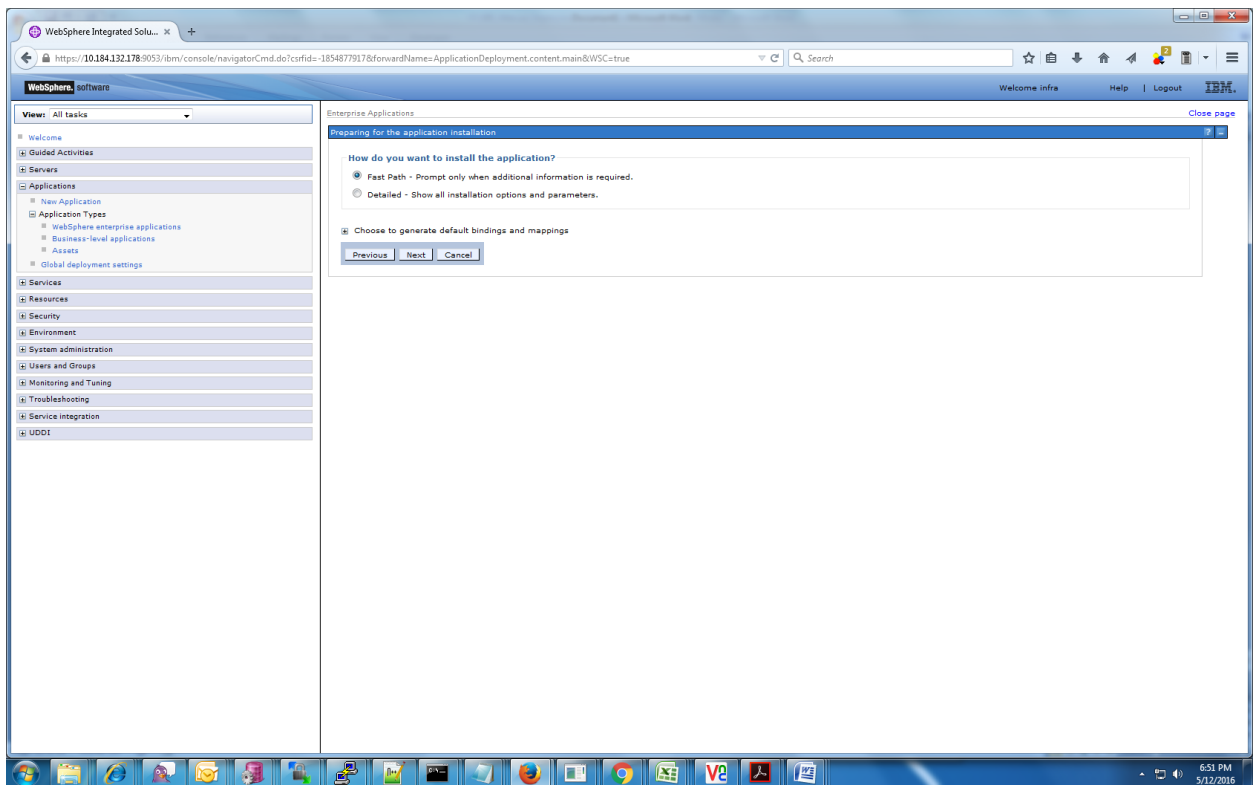 WebSphere Integrated Solu...
https://10.184.132.178:9053/ibm/console/navigatorCmd.do?csrfid=-1854877917&forwardName=ApplicationDeployment.content.main&WSC=true
Search
2
WebSphere. software
Welcome infra
Help | Logout
IBM.
View: All tasks
Welcome
Guided Activities
Servers
Applications
New Application
Application Types
WebSphere enterprise applications
Business-level applications
Assets
Global deployment settings
Services
Resources
Security
Environment
System administration
Users and Groups
Monitoring and Tuning
Troubleshooting
Service integration
UDDI
Enterprise Applications
Close page
Preparing for the application installation
?
How do you want to install the application?
Fast Path - Prompt only when additional information is required.
Detailed - Show all installation options and parameters.
Choose to generate default bindings and mappings
Previous Next Cancel
6:51 PM
5/12/2016